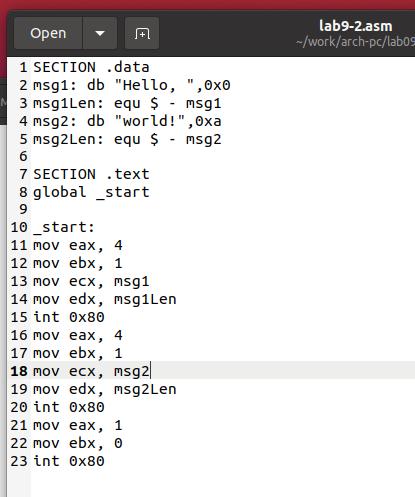 Open
lab9-2.asm
~/work/arch-pc/lab09
1 SECTION .data
2 msg1: db "Hello, ",0x0
3 msg1Len: equ $ - msg1
4 msg2: db "world!",0xa
5 msg2Len: equ $ - msg2
6
7 SECTION .text
8 global _start
9
10 _start:
11 mov eax, 4
12 mov ebx, 1
13 mov ecx, msg1
14 mov edx, msg1Len
15 int 0x80
16 mov eax, 4
17 mov ebx, 1
18 mov ecx, msg2
19 mov edx, msg2Len
20 int 0x80
21 mov eax, 1
22 mov ebx, 0
23 int 0x80